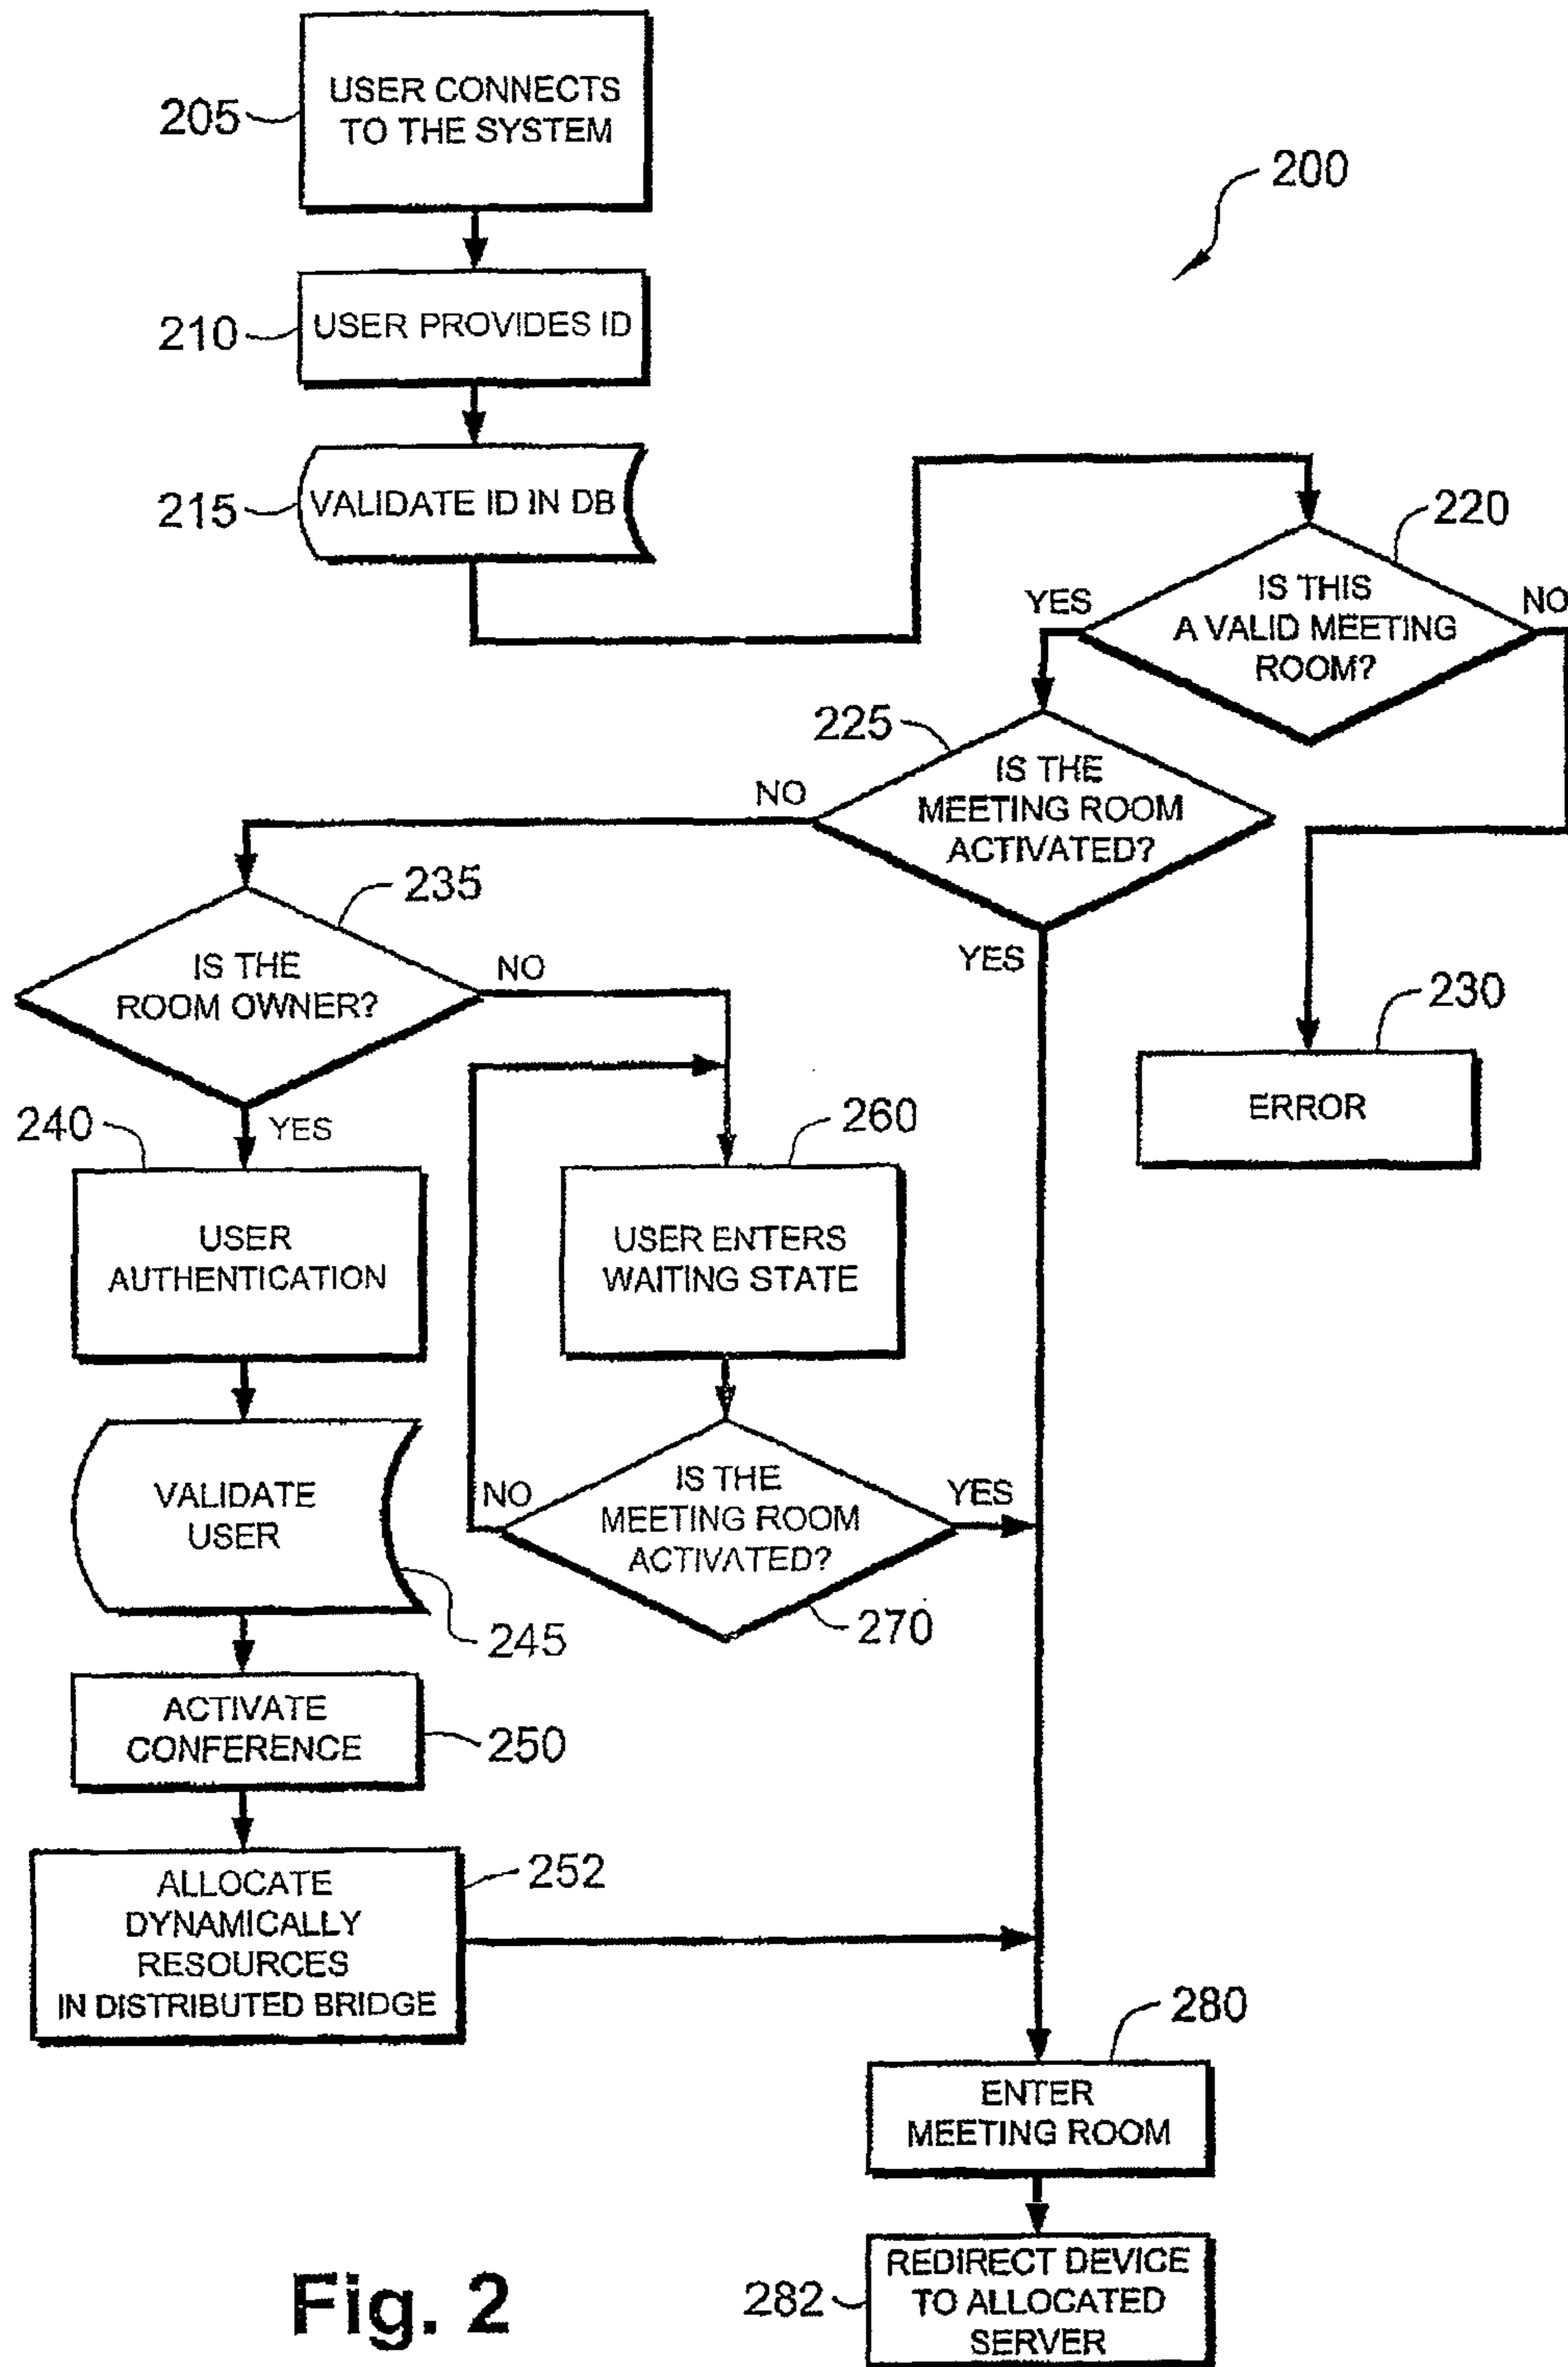 USER CONNECTS
TO THE SYSTEM
205
200
USER PROVIDES ID
210
VALIDATE ID IN DB
215
220
IS THIS
A VALID MEETING
ROOM?
YES
NO
225
IS THE
MEETING ROOM
ACTIVATED?
NO
YES
235
IS THE
ROOM OWNER?
NO
YES
230
ERROR
240
USER
AUTHENTICATION
260
USER ENTERS
WAITING STATE
VALIDATE
USER
245
NO
IS THE
MEETING ROOM
ACTIVATED?
YES
270
ACTIVATE
CONFERENCE
250
ALLOCATE
DYNAMICALLY
RESOURCES
IN DISTRIBUTED BRIDGE
252
280
ENTER
MEETING ROOM
REDIRECT DEVICE
TO ALLOCATED
SERVER
282
Fig. 2